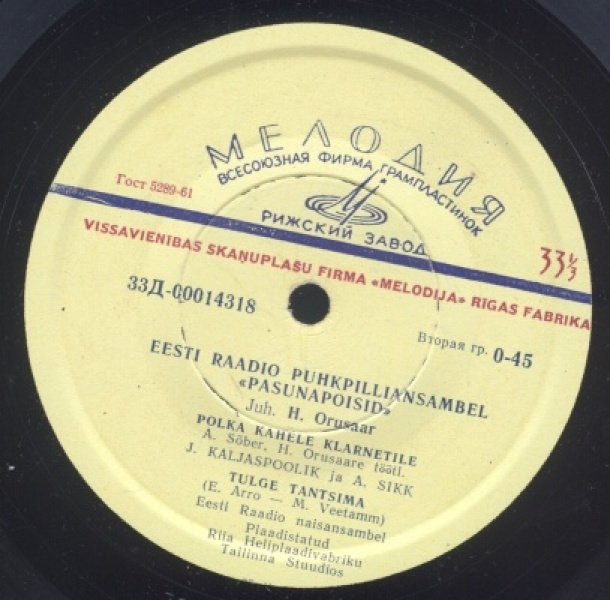 МЕЛОДИЯ
ВСЕСОЮЗНАЯ ФИРМА ГРАМПЛАСТИНОК
Гост 5289-61
РИЖСКИЙ ЗАВОД
33⅓
VISSAVIENIBAS SKAŅUPLAŠU FIRMA «MELODIJA» RIGAS FABRIKA
33Д-00014318
Вторая гр. 0-45
EESTI RAADIO PUHKPILLIANSAMBEL
«PASUNAPOISID»
Juh. H. Orusaar
POLKA KAHELE KLARNETILE
A. Sõber, H. Orusaare töötl.
J. KALJASPOOLIK ja A. SIKK
TULGE TANTSIMA
(E. Arro — M. Veetamm)
Eesti Raadio naisansambel
Plaadistatud
Riia Heliplaadivabriku
Tallinna Stuudios